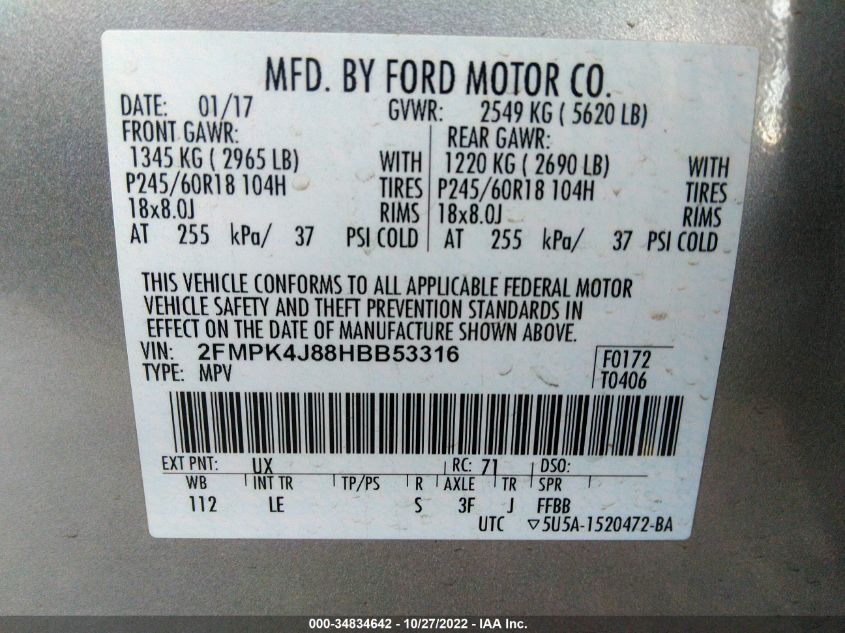 MFD. BY FORD MOTOR CO.
DATE: 01/17 GVWR: 2549 KG ( 5620 LB)
FRONT GAWR: REAR GAWR:
1345 KG ( 2965 LB) WITH 1220 KG ( 2690 LB) WITH
P245/60R18 104H TIRES P245/60R18 104H TIRES
18x8.0J RIMS 18x8.0J RIMS
AT 255 kPa/ 37 PSI COLD AT 255 kPa/ 37 PSI COLD
THIS VEHICLE CONFORMS TO ALL APPLICABLE FEDERAL MOTOR
VEHICLE SAFETY AND THEFT PREVENTION STANDARDS IN
EFFECT ON THE DATE OF MANUFACTURE SHOWN ABOVE.
VIN: 2FMPK4J88HBB53316 F0172
TYPE: MPV T0406
EXT PNT: UX RC: 71 DSO:
WB INT TR TP/PS R AXLE TR SPR
112 LE S 3F J FFBB
UTC ▽5U5A-1520472-BA
000-34834642 - 10/27/2022 - IAA Inc.